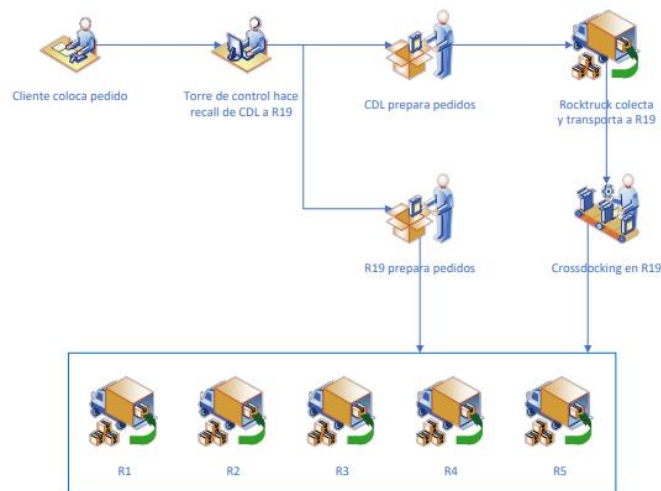 Cliente coloca pedido
Torre de control hace
recall de CDL a R19
CDL prepara pedidos
Rocktruck colecta
y transporta a R19
R19 prepara pedidos
Crossdocking en R19
R1
R2
R3
R4
R5